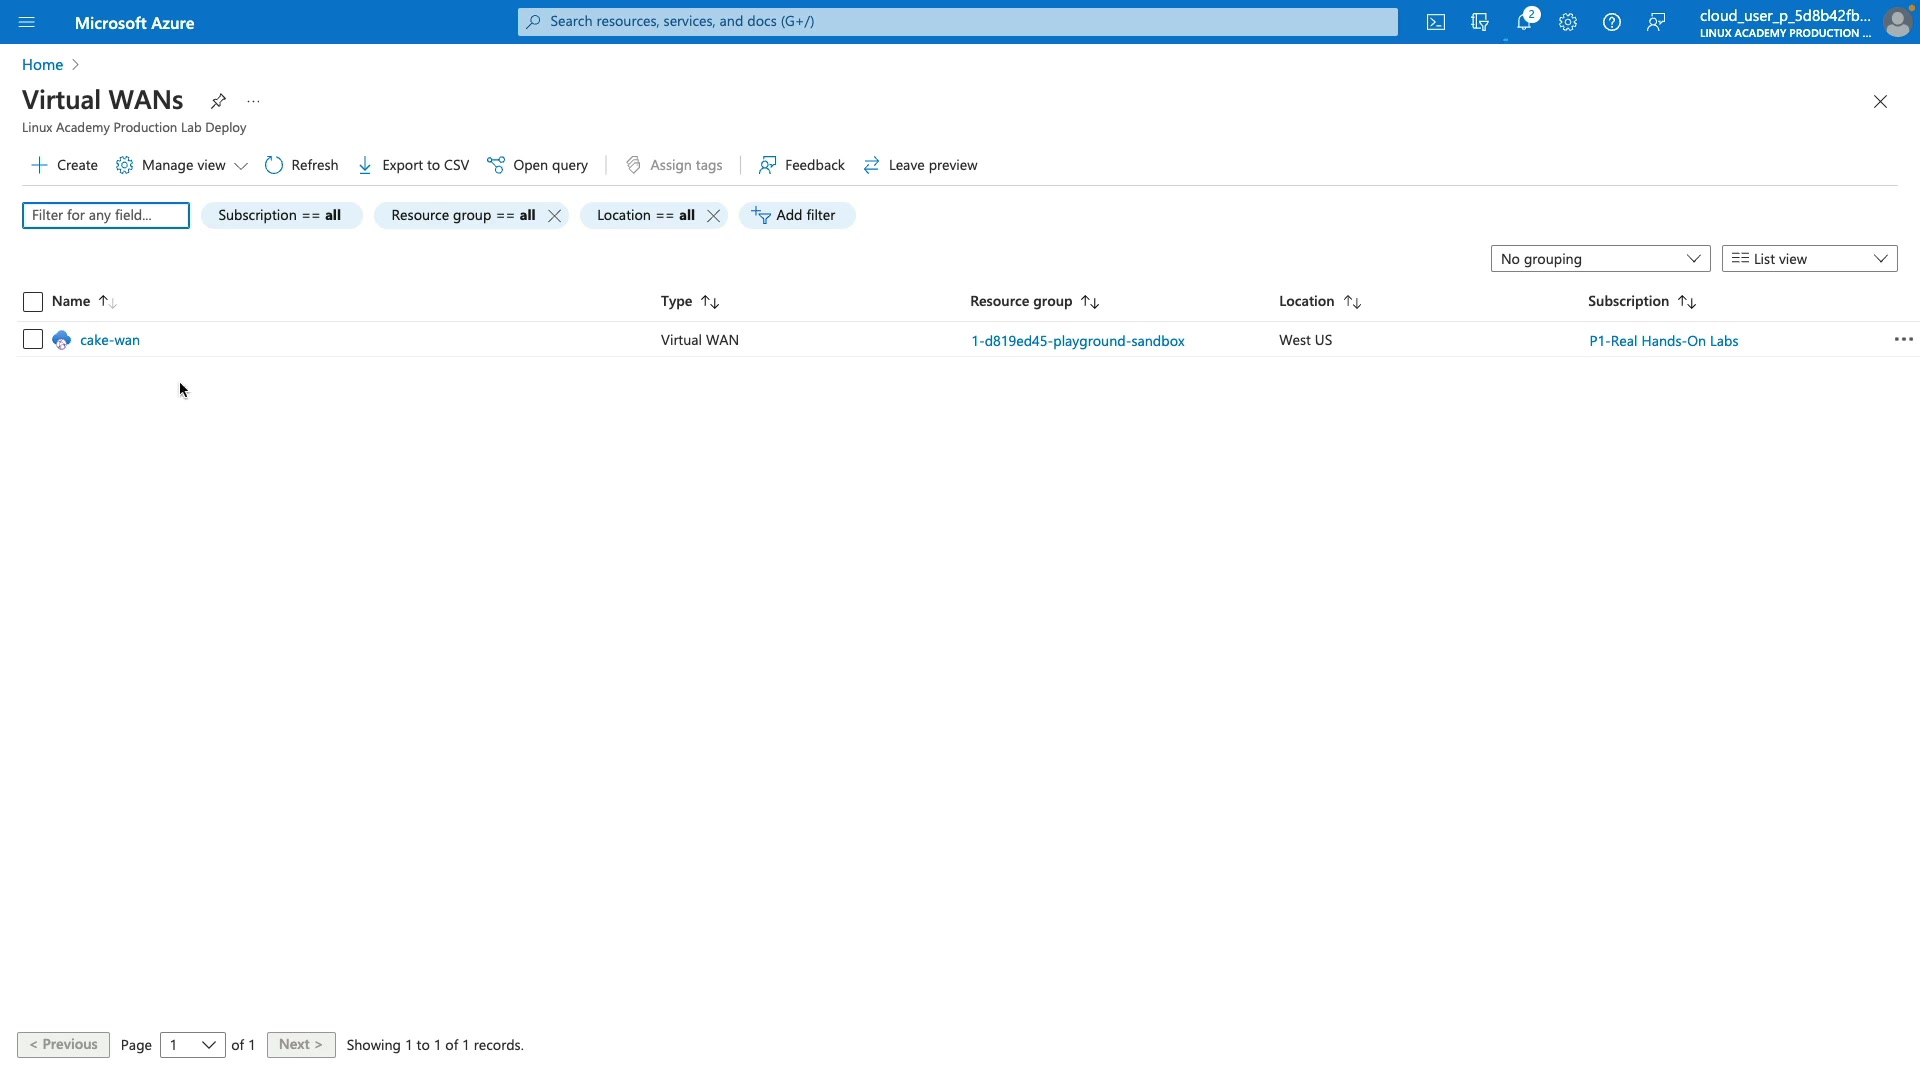 Microsoft Azure
Search resources, services, and docs (G+/)
2
cloud_user_p_5d8b42fb...
LINUX ACADEMY PRODUCTION ...
Home
Virtual WANs
Linux Academy Production Lab Deploy
Create Manage view Refresh Export to CSV Open query Assign tags Feedback Leave preview
Filter for any field... Subscription == all Resource group == all Location == all Add filter
No grouping List view
Name Type Resource group Location Subscription
cake-wan Virtual WAN 1-d819ed45-playground-sandbox West US P1-Real Hands-On Labs
< Previous Page 1 of 1 Next > Showing 1 to 1 of 1 records.